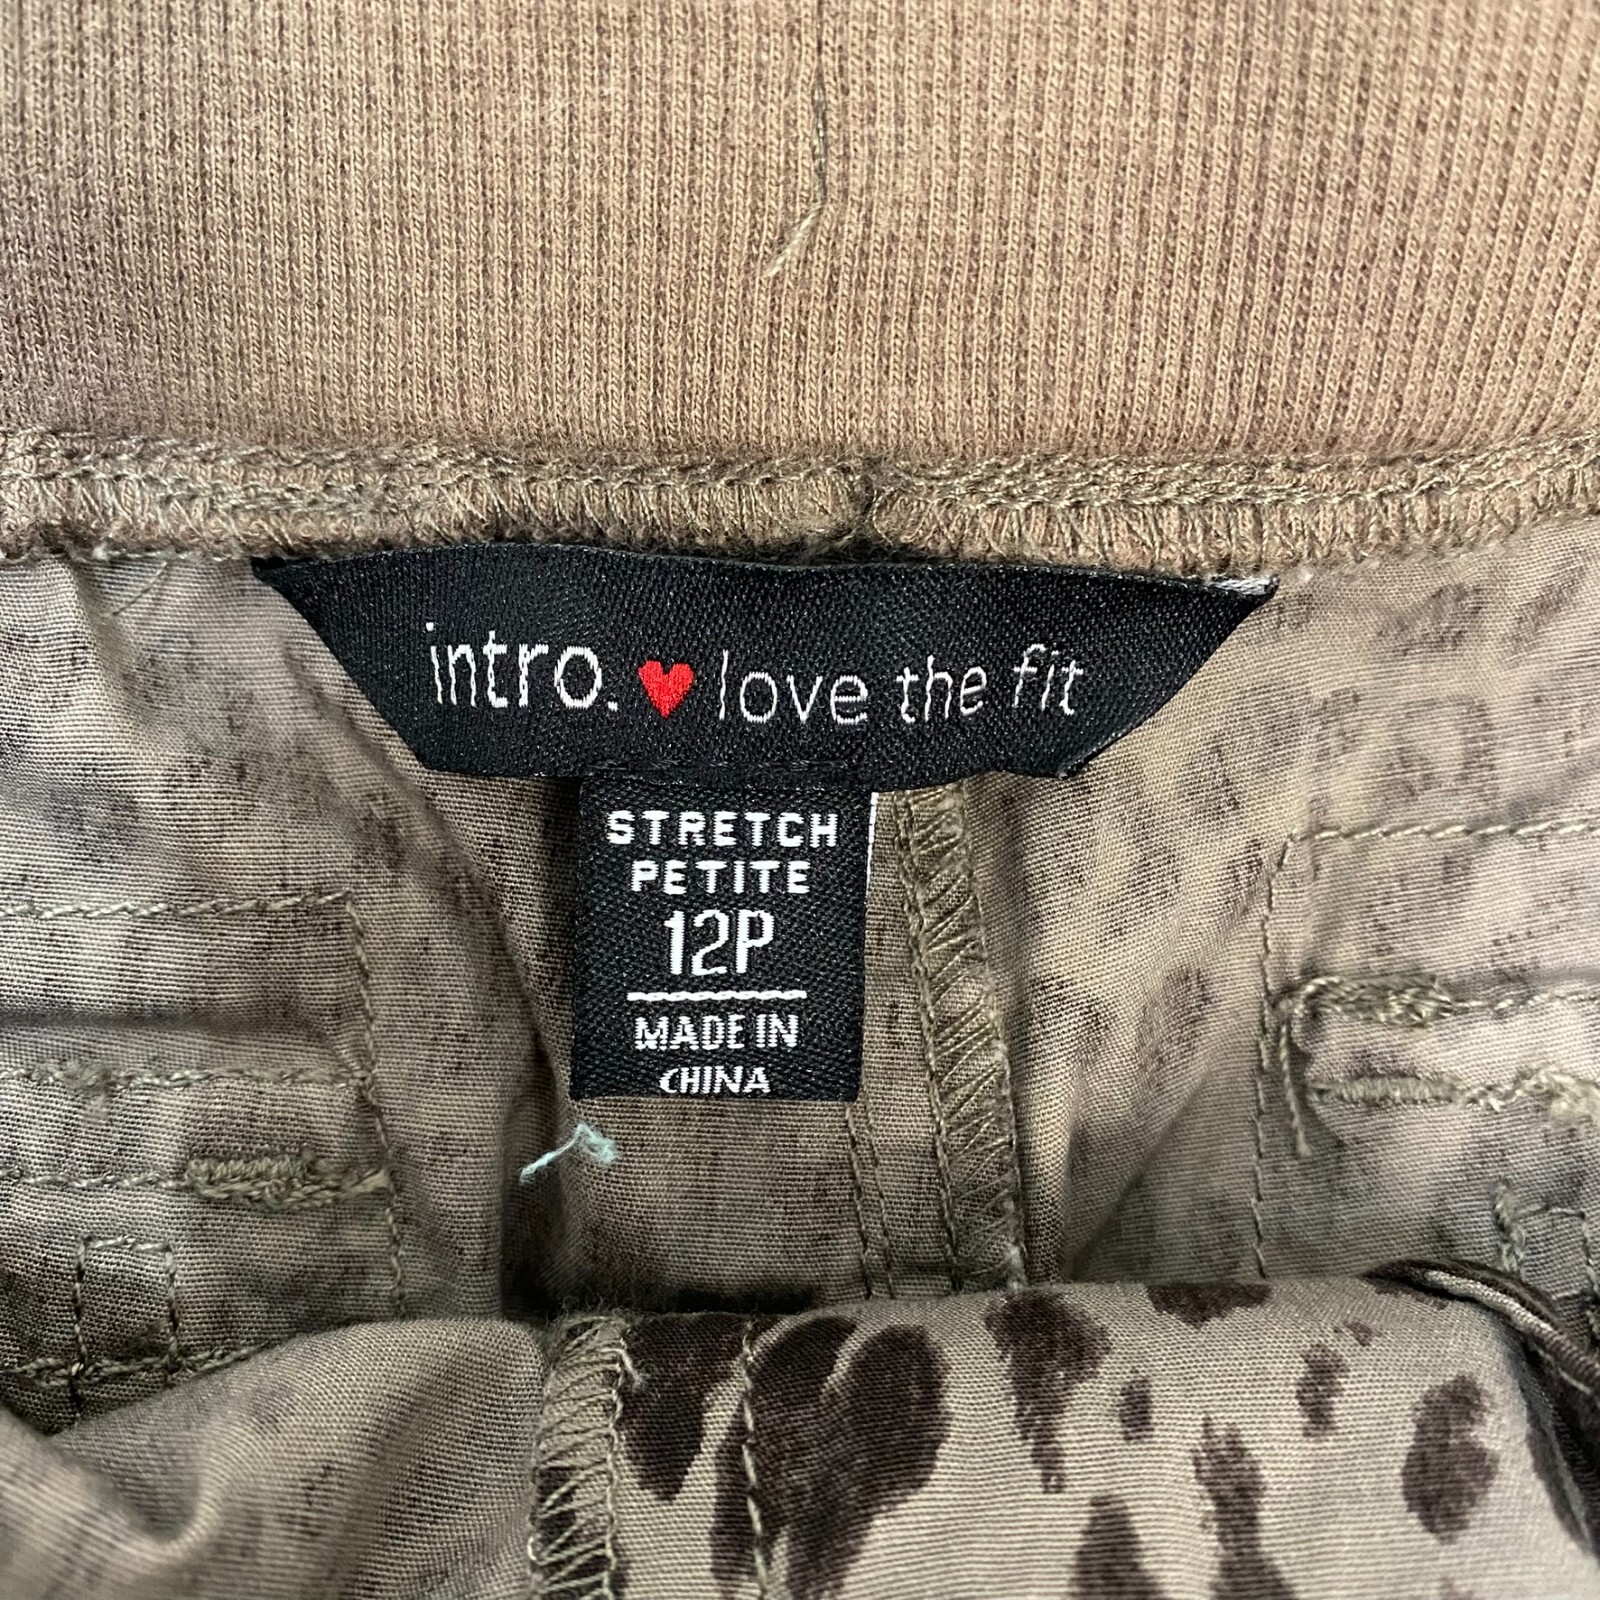 intro. ♥ love the fit
STRETCH
PETITE
12P
MADE IN
CHINA